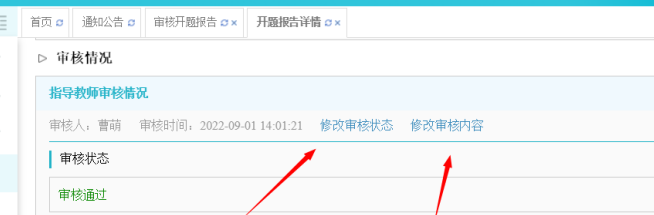 首页 通知公告 审核开题报告 × 开题报告详情 ×
审核情况
指导教师审核情况
审核人：曹萌 审核时间：2022-09-01 14:01:21 修改审核状态 修改审核内容
审核状态
审核通过